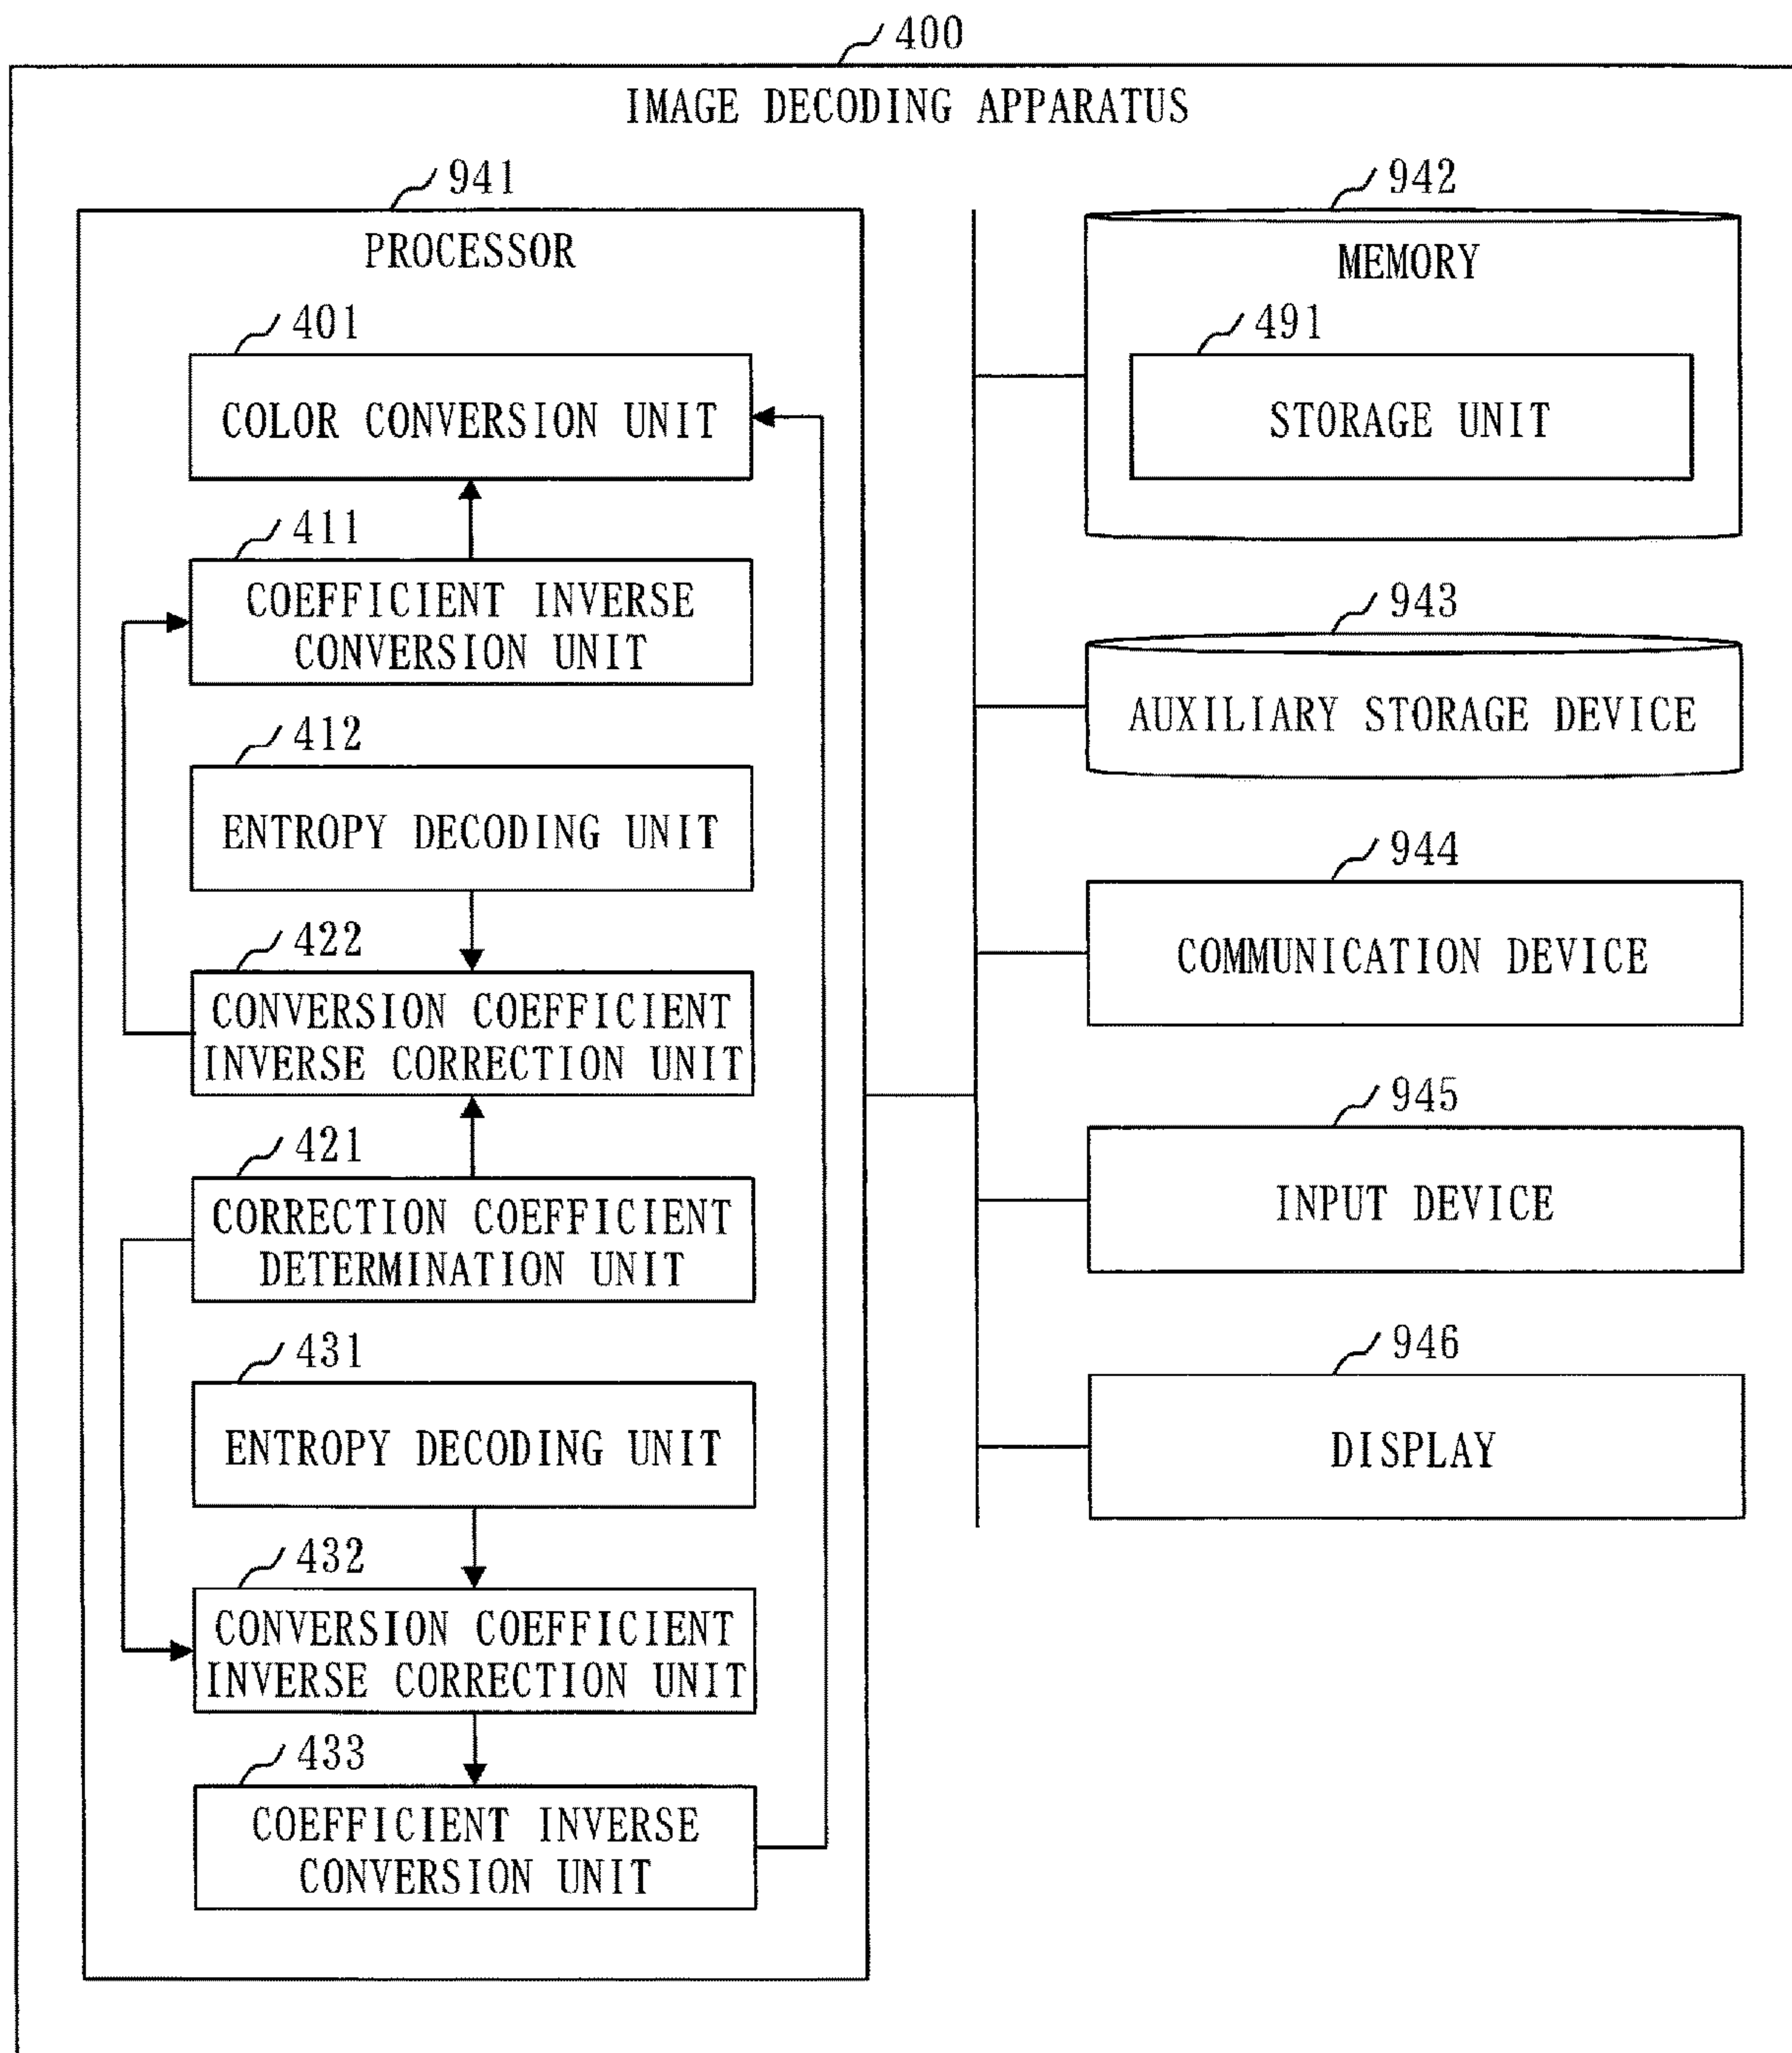 400
IMAGE DECODING APPARATUS
941
PROCESSOR
401
COLOR CONVERSION UNIT
411
COEFFICIENT INVERSE
CONVERSION UNIT
412
ENTROPY DECODING UNIT
422
CONVERSION COEFFICIENT
INVERSE CORRECTION UNIT
421
CORRECTION COEFFICIENT
DETERMINATION UNIT
431
ENTROPY DECODING UNIT
432
CONVERSION COEFFICIENT
INVERSE CORRECTION UNIT
433
COEFFICIENT INVERSE
CONVERSION UNIT
942
MEMORY
491
STORAGE UNIT
943
AUXILIARY STORAGE DEVICE
944
COMMUNICATION DEVICE
945
INPUT DEVICE
946
DISPLAY